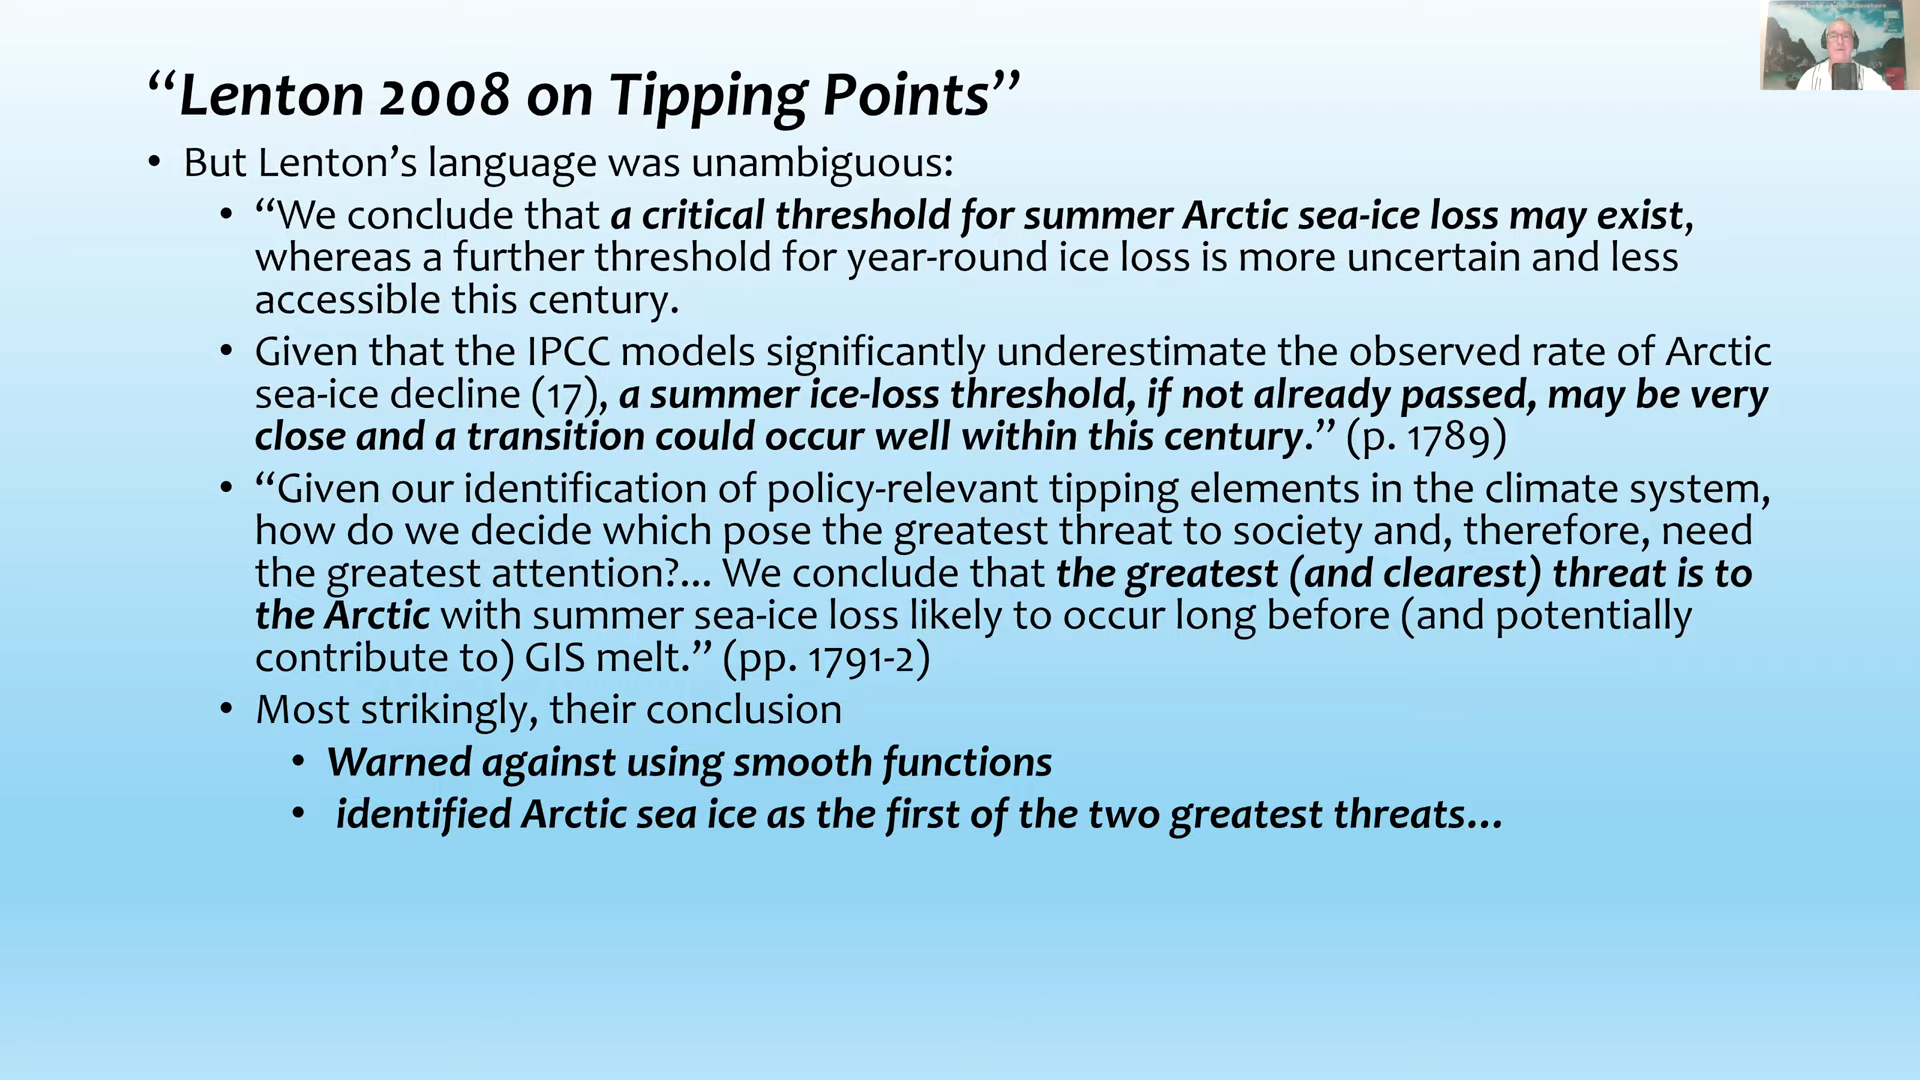 “Lenton 2008 on Tipping Points”
• But Lenton’s language was unambiguous:
• “We conclude that a critical threshold for summer Arctic sea-ice loss may exist,
whereas a further threshold for year-round ice loss is more uncertain and less
accessible this century.
• Given that the IPCC models significantly underestimate the observed rate of Arctic
sea-ice decline (17), a summer ice-loss threshold, if not already passed, may be very
close and a transition could occur well within this century.” (p. 1789)
• “Given our identification of policy-relevant tipping elements in the climate system,
how do we decide which pose the greatest threat to society and, therefore, need
the greatest attention?... We conclude that the greatest (and clearest) threat is to
the Arctic with summer sea-ice loss likely to occur long before (and potentially
contribute to) GIS melt.” (pp. 1791-2)
• Most strikingly, their conclusion
• Warned against using smooth functions
• identified Arctic sea ice as the first of the two greatest threats...